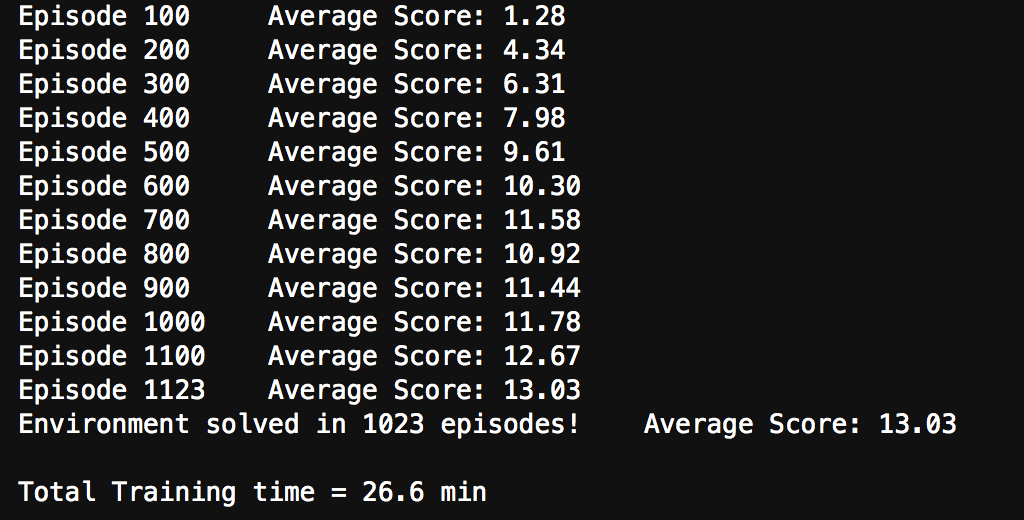 Episode 100 Average Score: 1.28
Episode 200 Average Score: 4.34
Episode 300 Average Score: 6.31
Episode 400 Average Score: 7.98
Episode 500 Average Score: 9.61
Episode 600 Average Score: 10.30
Episode 700 Average Score: 11.58
Episode 800 Average Score: 10.92
Episode 900 Average Score: 11.44
Episode 1000 Average Score: 11.78
Episode 1100 Average Score: 12.67
Episode 1123 Average Score: 13.03
Environment solved in 1023 episodes! Average Score: 13.03
Total Training time = 26.6 min